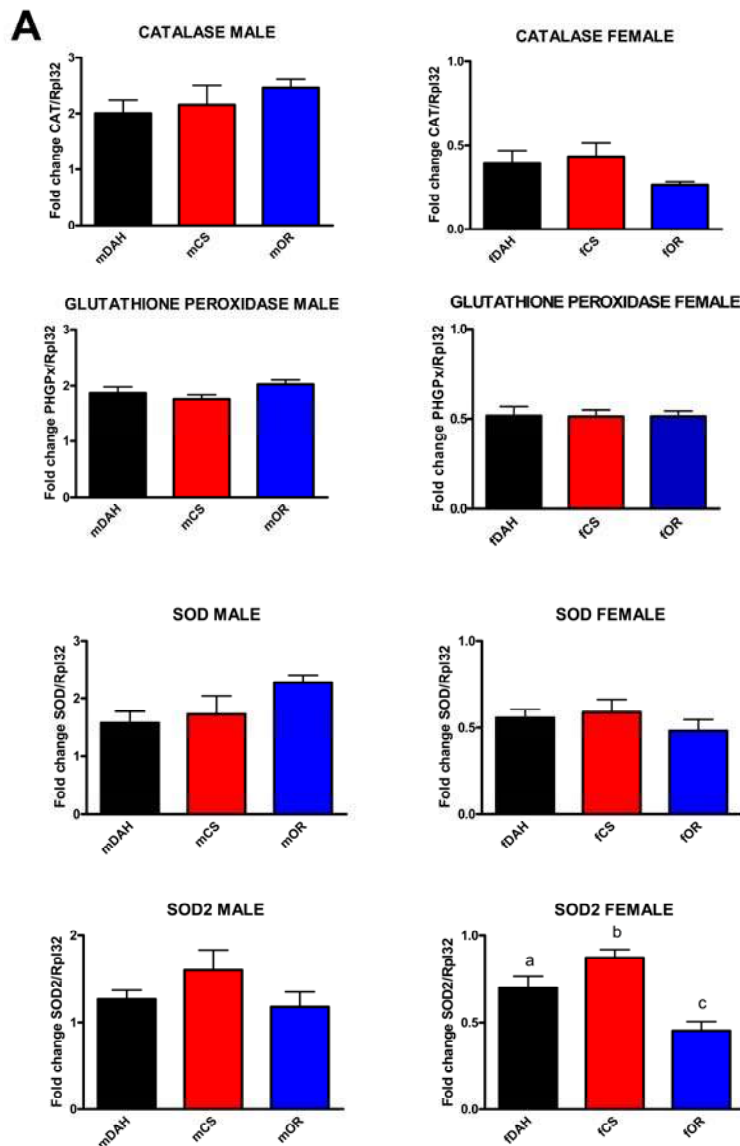 A
CATALASE MALE
Fold change CAT/Rpl32
3
2
1
0
mDAH
mCS
mOR
CATALASE FEMALE
Fold change CAT/Rpl32
1.0
0.5
0.0
fDAH
fCS
fOR
GLUTATHIONE PEROXIDASE MALE
Fold change PHGPx/Rpl32
3
2
1
0
mDAH
mCS
mOR
GLUTATHIONE PEROXIDASE FEMALE
Fold change PHGPx/Rpl32
1.0
0.5
0.0
fDAH
fCS
fOR
SOD MALE
Fold change SOD/Rpl32
3
2
1
0
mDAH
mCS
mOR
SOD FEMALE
Fold change SOD/Rpl32
1.0
0.5
0.0
fDAH
fCS
fOR
SOD2 MALE
Fold change SOD2/Rpl32
2
1
0
mDAH
mCS
mOR
SOD2 FEMALE
Fold change SOD2/Rpl32
1.0
0.5
0.0
a
b
c
fDAH
fCS
fOR